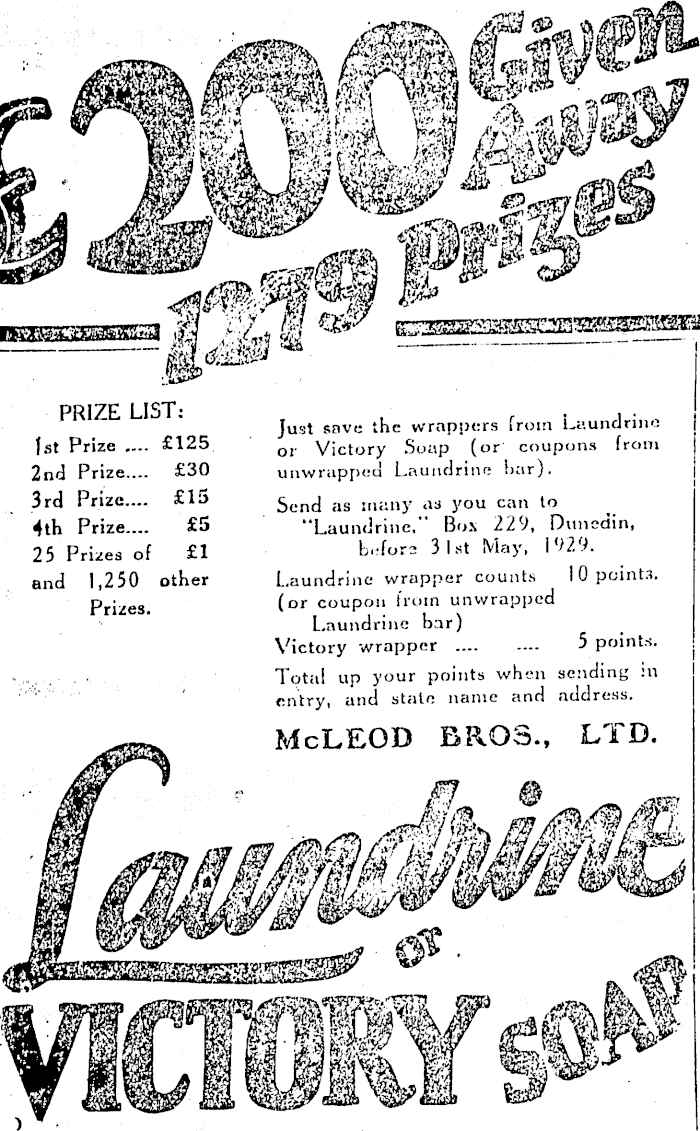 £200 Given
Away
1279 Prizes
PRIZE LIST:
1st Prize .... £125
2nd Prize.... £30
3rd Prize.... £15
4th Prize.... £5
25 Prizes of £1
and 1,250 other
Prizes.
Just save the wrappers from Laundrine
or Victory Soap (or coupons from
unwrapped Laundrine bar).
Send as many as you can to
"Laundrine," Box 229, Dunedin,
before 31st May, 1929.
Laundrine wrapper counts 10 points.
(or coupon from unwrapped
Laundrine bar)
Victory wrapper .... .... 5 points.
Total up your points when sending in
entry, and state name and address.
McLEOD BROS., LTD.
Laundrine
or
VICTORY SOAP